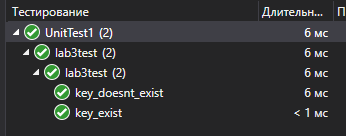 Тестирование Длительн... П
UnitTest1 (2) 6 мс
lab3test (2) 6 мс
lab3test (2) 6 мс
key_doesnt_exist 6 мс
key_exist < 1 мс